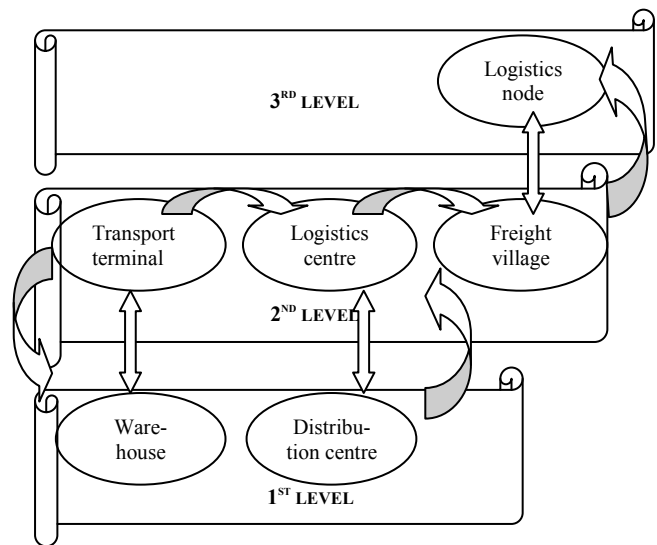 Logistics
node
3RD LEVEL
Transport
terminal
Logistics
centre
Freight
village
2ND LEVEL
Ware-
house
Distribu-
tion centre
1ST LEVEL